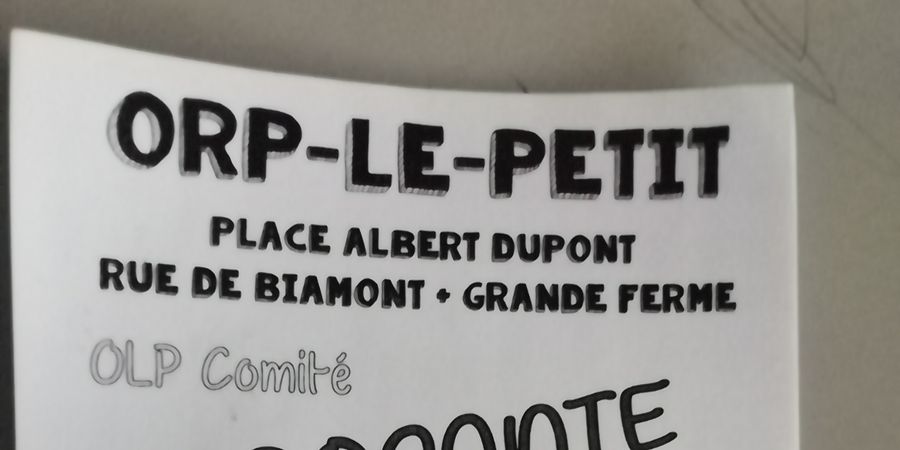 ORP-LE-PETIT
PLACE ALBERT DUPONT
RUE DE BIAMONT + GRANDE FERME
OLP Comité